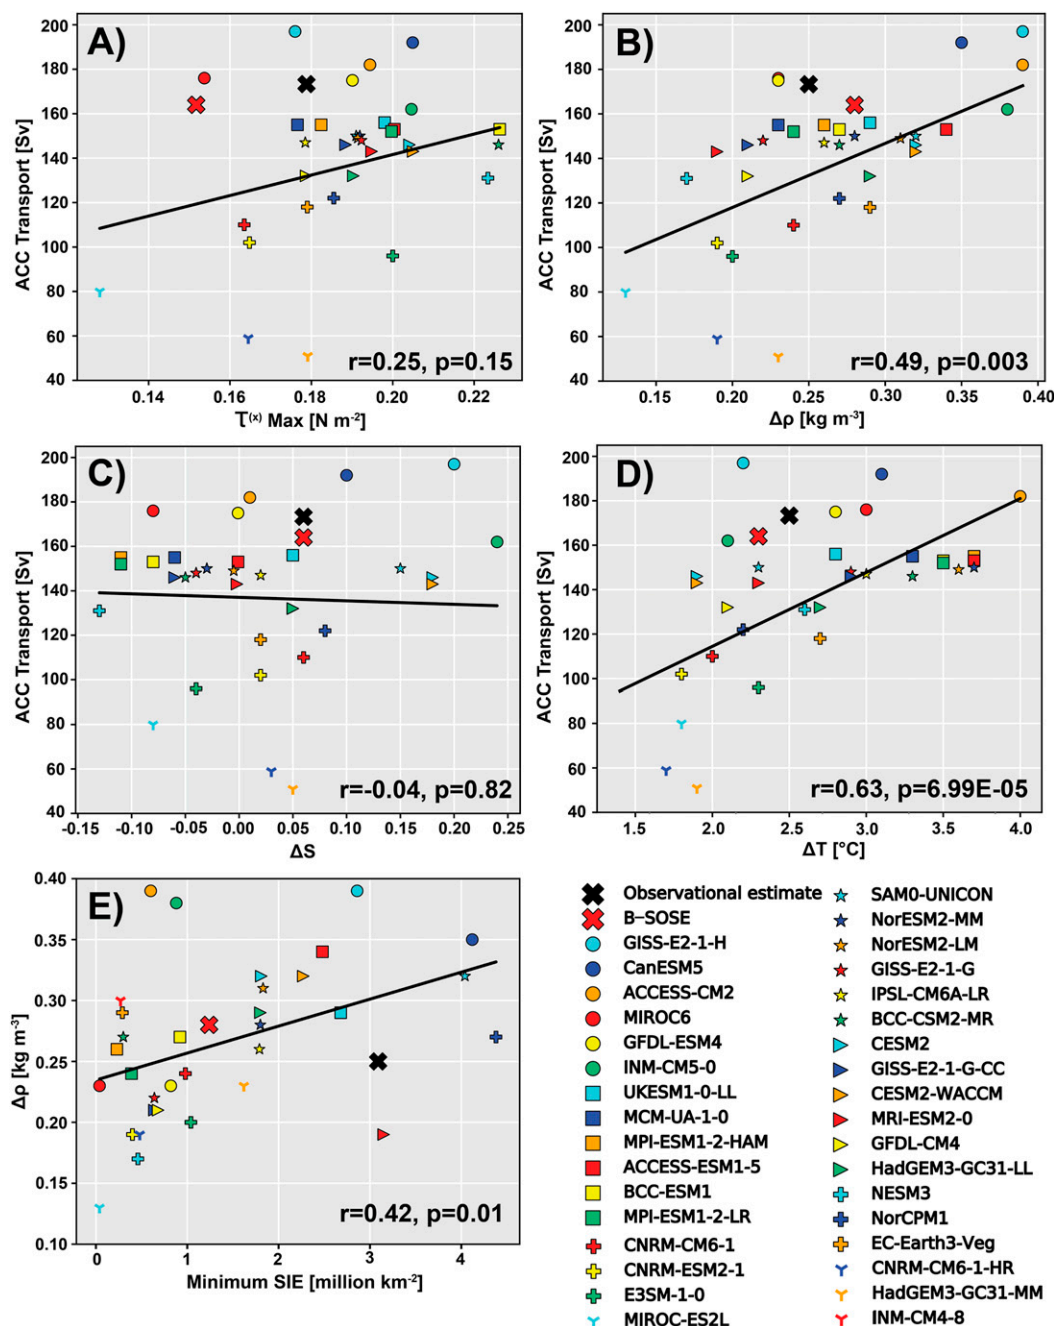 A)
200
180
160
140
120
100
80
60
40
ACC Transport [Sv]
r=0.25, p=0.15
0.14 0.16 0.18 0.20 0.22
τ(x) Max [N m-2]
B)
200
180
160
140
120
100
80
60
40
ACC Transport [Sv]
r=0.49, p=0.003
0.15 0.20 0.25 0.30 0.35 0.40
Δρ [kg m-3]
C)
200
180
160
140
120
100
80
60
40
ACC Transport [Sv]
r=-0.04, p=0.82
-0.15 -0.10 -0.05 0.00 0.05 0.10 0.15 0.20 0.25
ΔS
D)
200
180
160
140
120
100
80
60
40
ACC Transport [Sv]
r=0.63, p=6.99E-05
1.5 2.0 2.5 3.0 3.5 4.0
ΔT [°C]
E)
0.40
0.35
0.30
0.25
0.20
0.15
0.10
Δρ [kg m-3]
r=0.42, p=0.01
0 1 2 3 4
Minimum SIE [million km-2]
Observational estimate
B-SOSE
GISS-E2-1-H
CanESM5
ACCESS-CM2
MIROC6
GFDL-ESM4
INM-CM5-0
UKESM1-0-LL
MCM-UA-1-0
MPI-ESM1-2-HAM
ACCESS-ESM1-5
BCC-ESM1
MPI-ESM1-2-LR
CNRM-CM6-1
CNRM-ESM2-1
E3SM-1-0
MIROC-ES2L
SAM0-UNICON
NorESM2-MM
NorESM2-LM
GISS-E2-1-G
IPSL-CM6A-LR
BCC-CSM2-MR
CESM2
GISS-E2-1-G-CC
CESM2-WACCM
MRI-ESM2-0
GFDL-CM4
HadGEM3-GC31-LL
NESM3
NorCPM1
EC-Earth3-Veg
CNRM-CM6-1-HR
HadGEM3-GC31-MM
INM-CM4-8